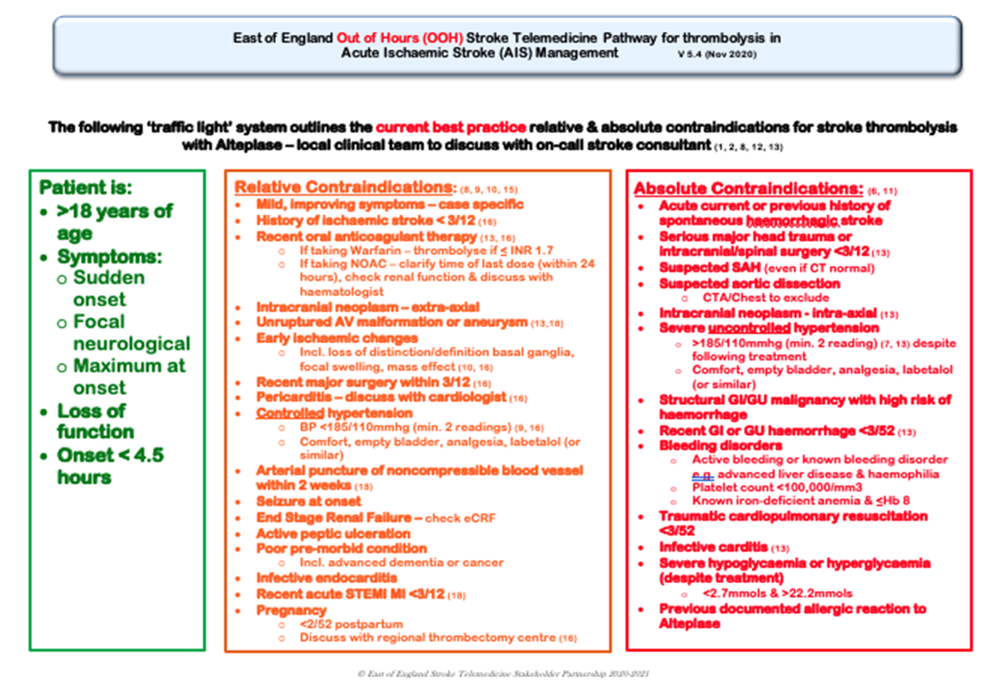 East of England Out of Hours (OOH) Stroke Telemedicine Pathway for thrombolysis in
Acute Ischaemic Stroke (AIS) Management V 5.4 (Nov 2020)
The following ‘traffic light’ system outlines the current best practice relative & absolute contraindications for stroke thrombolysis
with Alteplase – local clinical team to discuss with on-call stroke consultant (1, 2, 8, 12, 13)
Patient is:
• >18 years of
age
• Symptoms:
o Sudden
onset
o Focal
neurological
o Maximum at
onset
• Loss of
function
• Onset < 4.5
hours
Relative Contraindications: (8, 9, 10, 15)
• Mild, improving symptoms – case specific
• History of ischaemic stroke < 3/12 (16)
• Recent oral anticoagulant therapy (13, 16)
o If taking Warfarin – thrombolyse if ≤ INR 1.7
o If taking NOAC – clarify time of last dose (within 24
hours), check renal function & discuss with
haematologist
• Intracranial neoplasm – extra-axial
• Unruptured AV malformation or aneurysm (13,18)
• Early ischaemic changes
o Incl. loss of distinction/definition basal ganglia,
focal swelling, mass effect (10, 16)
• Recent major surgery within 3/12 (16)
• Pericarditis – discuss with cardiologist (16)
• Controlled hypertension
o BP <185/110mmhg (min. 2 readings) (9, 16)
o Comfort, empty bladder, analgesia, labetalol (or
similar)
• Arterial puncture of noncompressible blood vessel
within 2 weeks (18)
• Seizure at onset
• End Stage Renal Failure – check eCRF
• Active peptic ulceration
• Poor pre-morbid condition
o Incl. advanced dementia or cancer
• Infective endocarditis
• Recent acute STEMI MI <3/12 (18)
• Pregnancy
o <2/52 postpartum
o Discuss with regional thrombectomy centre (16)
Absolute Contraindications: (6, 11)
• Acute current or previous history of
spontaneous haemorrhagic stroke
• Serious major head trauma or
intracranial/spinal surgery <3/12 (13)
• Suspected SAH (even if CT normal)
• Suspected aortic dissection
o CTA/Chest to exclude
• Intracranial neoplasm - intra-axial (13)
• Severe uncontrolled hypertension
o >185/110mmhg (min. 2 reading) (7, 13) despite
following treatment
o Comfort, empty bladder, analgesia, labetalol
(or similar)
• Structural GI/GU malignancy with high risk of
haemorrhage
• Recent GI or GU haemorrhage <3/52 (13)
• Bleeding disorders
o Active bleeding or known bleeding disorder
e.g. advanced liver disease & haemophilia
o Platelet count <100,000/mm3
o Known iron-deficient anemia & ≤Hb 8
• Traumatic cardiopulmonary resuscitation
<3/52
• Infective carditis (13)
• Severe hypoglycaemia or hyperglycaemia
(despite treatment)
o <2.7mmols & >22.2mmols
• Previous documented allergic reaction to
Alteplase
© East of England Stroke Telemedicine Stakeholder Partnership 2020-2021